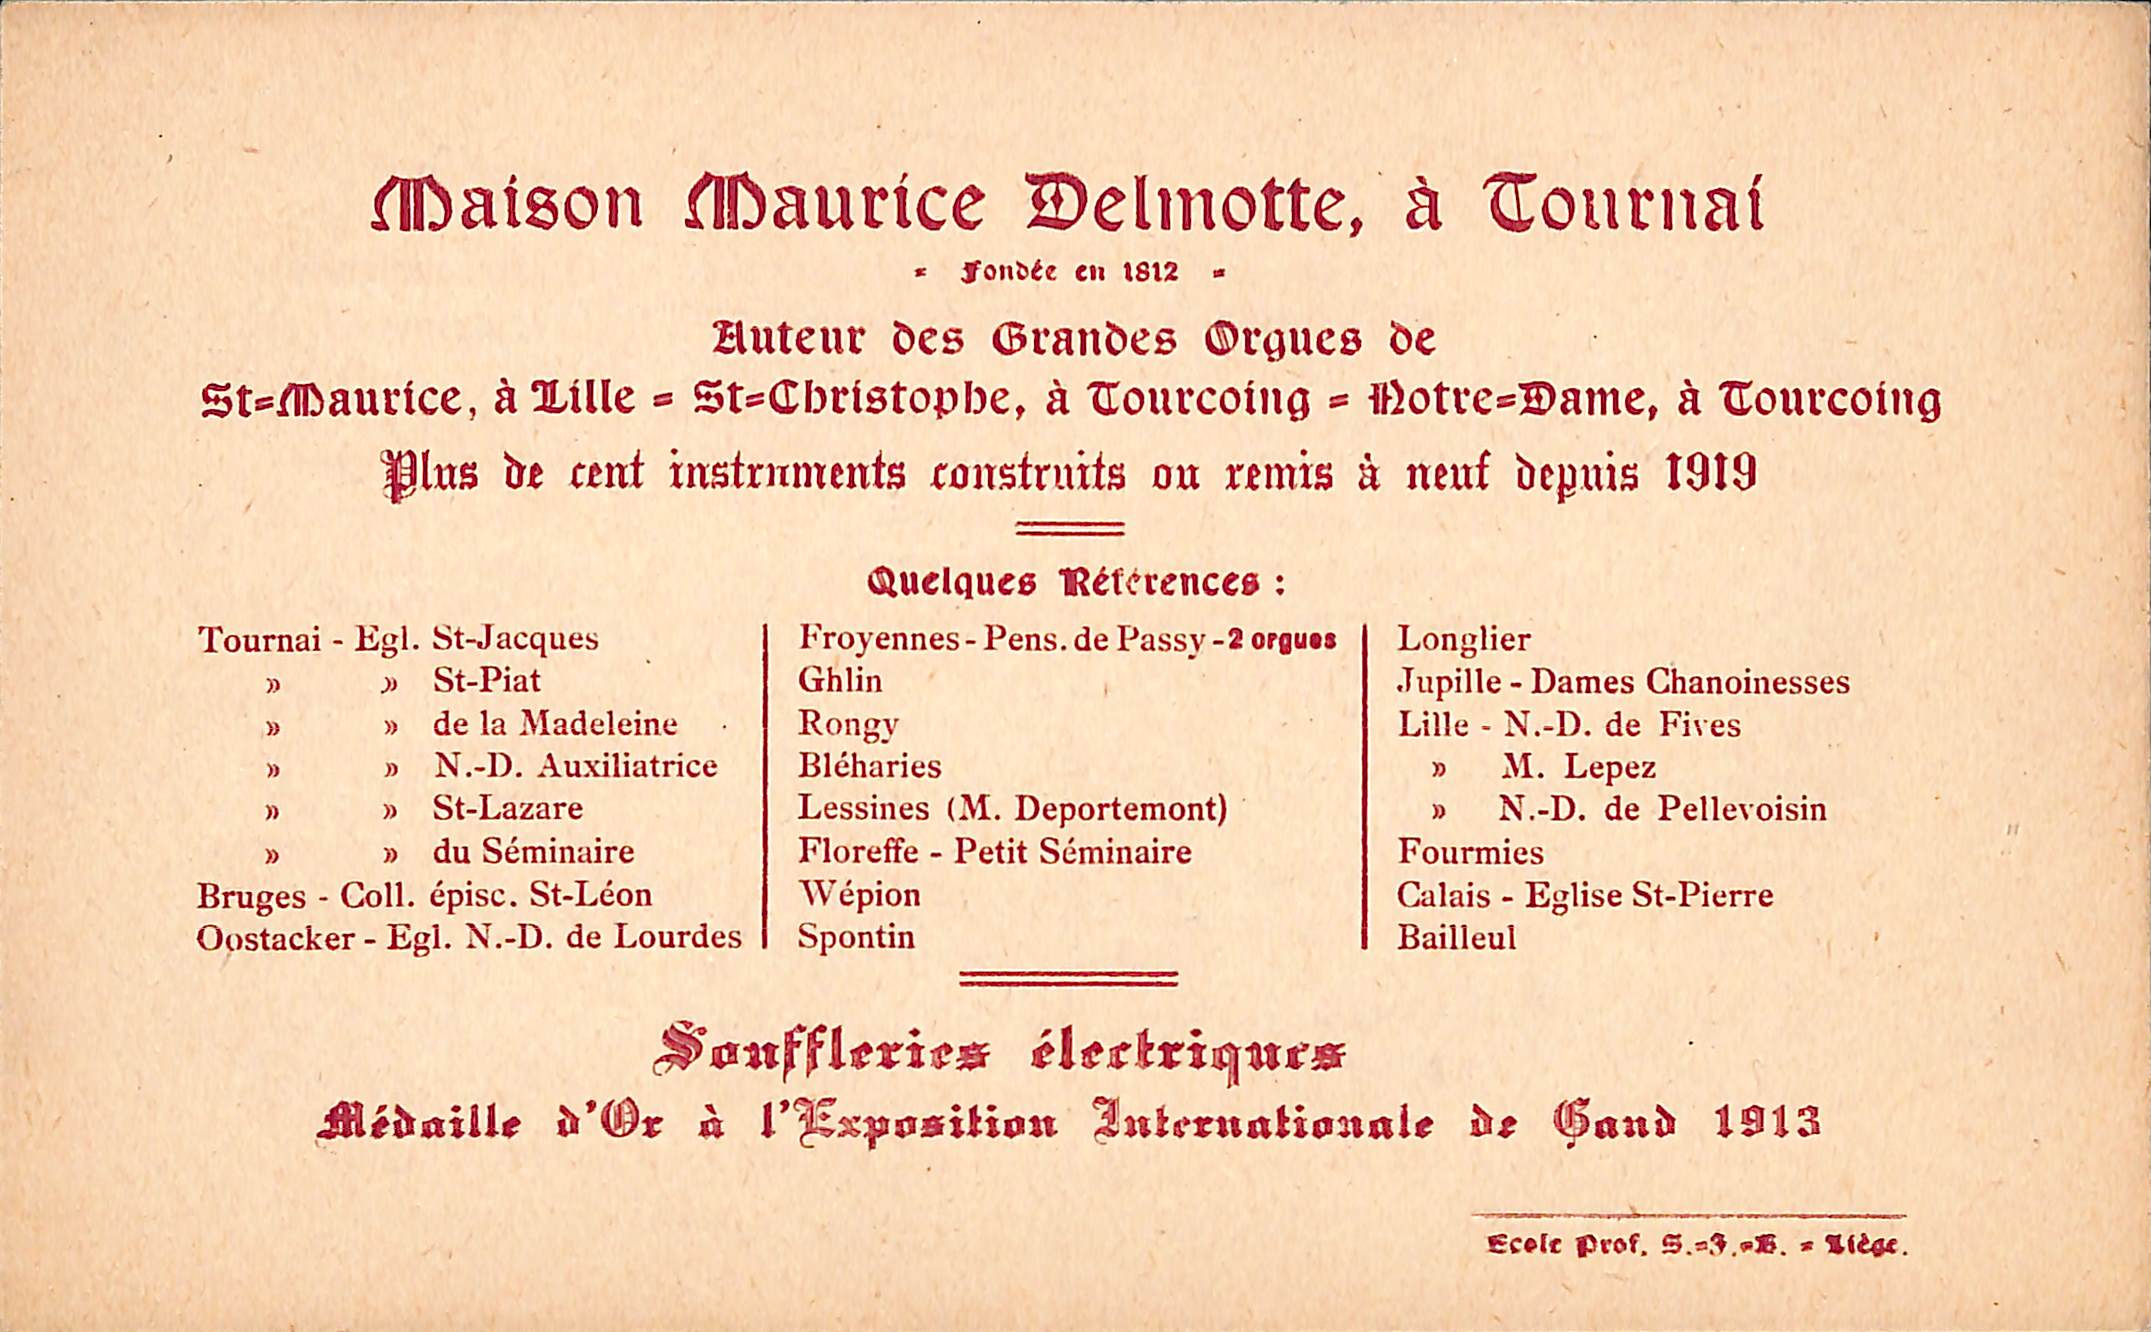 Maison Maurice Delmotte, à Tournai
= Fondée en 1812 =
Auteur des Grandes Orgues de
St=Maurice, à Lille = St=Christophe, à Tourcoing = Notre=Dame, à Tourcoing
Plus de cent instruments construits ou remis à neuf depuis 1919
Quelques Références :
Tournai - Egl. St-Jacques
» » St-Piat
» » de la Madeleine
» » N.-D. Auxiliatrice
» » St-Lazare
» » du Séminaire
Bruges - Coll. épisc. St-Léon
Oostacker - Egl. N.-D. de Lourdes
Froyennes - Pens. de Passy - 2 orgues
Ghlin
Rongy
Bléharies
Lessines (M. Deportemont)
Floreffe - Petit Séminaire
Wépion
Spontin
Longlier
Jupille - Dames Chanoinesses
Lille - N.-D. de Fives
» M. Lepez
» N.-D. de Pellevoisin
Fourmies
Calais - Eglise St-Pierre
Bailleul
Souffleries électriques
Médaille d'Or à l'Exposition Internationale de Gand 1913
Ecole Prof. S.=J.=B. = Liège.